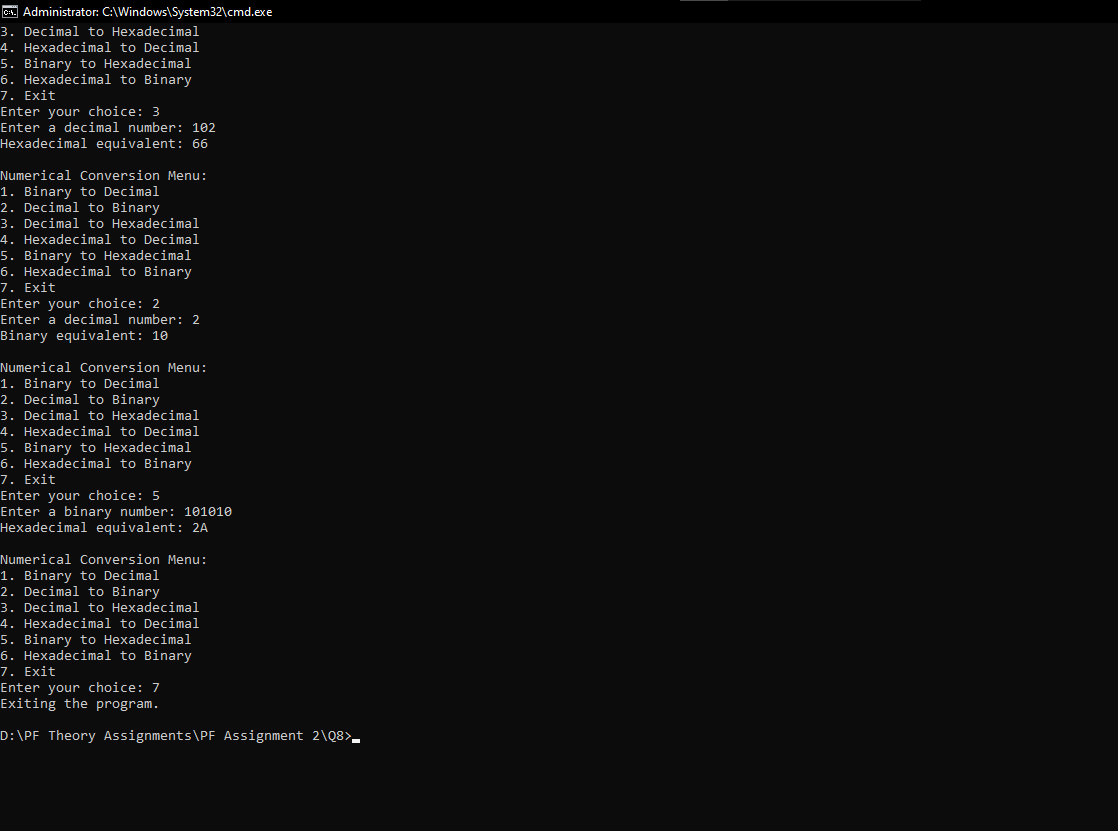 Administrator: C:\Windows\System32\cmd.exe
3. Decimal to Hexadecimal
4. Hexadecimal to Decimal
5. Binary to Hexadecimal
6. Hexadecimal to Binary
7. Exit
Enter your choice: 3
Enter a decimal number: 102
Hexadecimal equivalent: 66

Numerical Conversion Menu:
1. Binary to Decimal
2. Decimal to Binary
3. Decimal to Hexadecimal
4. Hexadecimal to Decimal
5. Binary to Hexadecimal
6. Hexadecimal to Binary
7. Exit
Enter your choice: 2
Enter a decimal number: 2
Binary equivalent: 10

Numerical Conversion Menu:
1. Binary to Decimal
2. Decimal to Binary
3. Decimal to Hexadecimal
4. Hexadecimal to Decimal
5. Binary to Hexadecimal
6. Hexadecimal to Binary
7. Exit
Enter your choice: 5
Enter a binary number: 101010
Hexadecimal equivalent: 2A

Numerical Conversion Menu:
1. Binary to Decimal
2. Decimal to Binary
3. Decimal to Hexadecimal
4. Hexadecimal to Decimal
5. Binary to Hexadecimal
6. Hexadecimal to Binary
7. Exit
Enter your choice: 7
Exiting the program.

D:\PF Theory Assignments\PF Assignment 2\Q8>